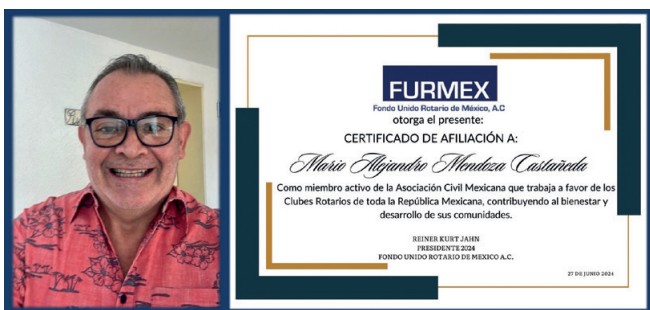 FURMEX
Fondo Unido Rotario de México, A.C
otorga el presente:
CERTIFICADO DE AFILIACIÓN A:
Mario Alejandro Mendoza Castañeda
Como miembro activo de la Asociación Civil Mexicana que trabaja a favor de los
Clubes Rotarios de toda la República Mexicana, contribuyendo al bienestar y
desarrollo de sus comunidades.
REINER KURT JAHN
PRESIDENTE 2024
FONDO UNIDO ROTARIO DE MEXICO A.C.
27 DE JUNIO 2024